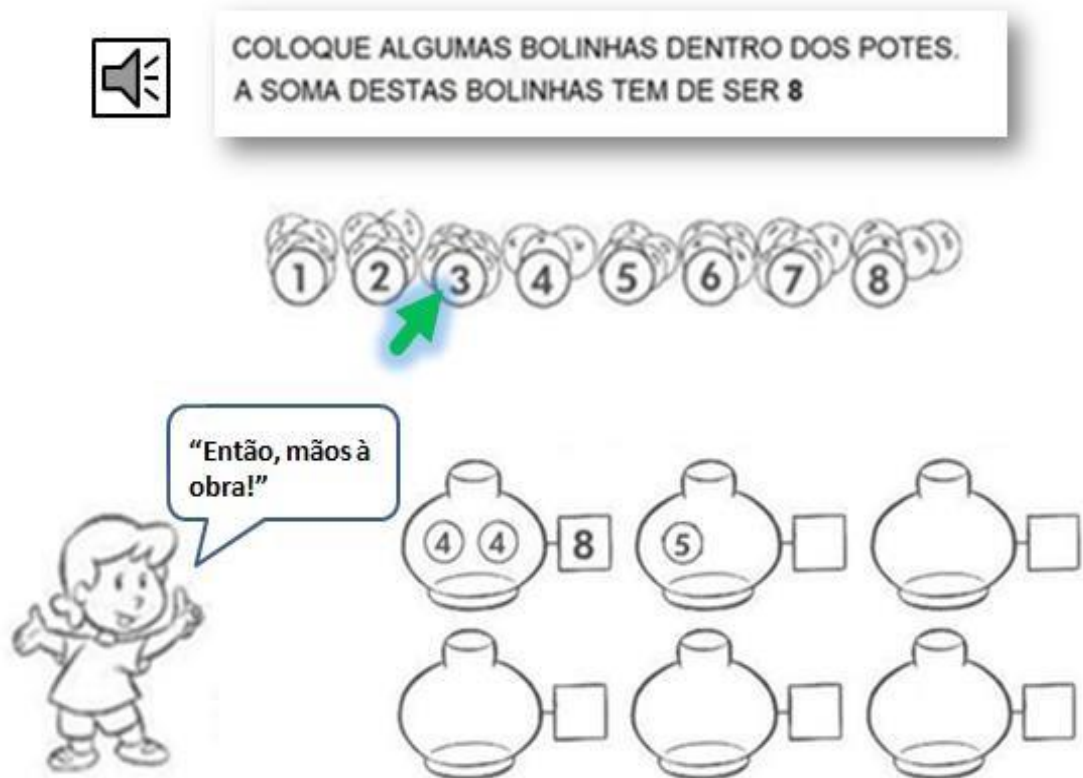 COLOQUE ALGUMAS BOLINHAS DENTRO DOS POTES.
A SOMA DESTAS BOLINHAS TEM DE SER 8
1 2 3 4 5 6 7 8
“Então, mãos à
obra!”
4 4 8 5